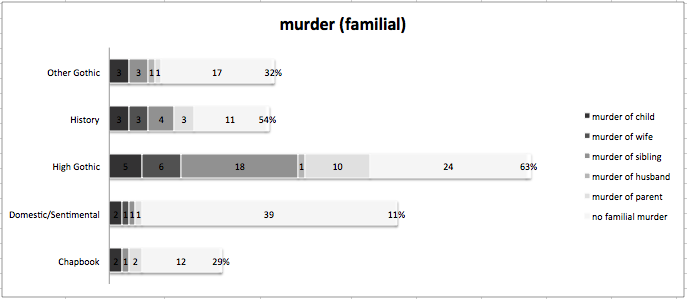 murder (familial)
Other Gothic 3 3 1 1 17 32%
History 3 3 4 3 11 54%
High Gothic 5 6 18 1 10 24 63%
Domestic/Sentimental 2 1 1 1 39 11%
Chapbook 2 1 2 12 29%
murder of child
murder of wife
murder of sibling
murder of husband
murder of parent
no familial murder